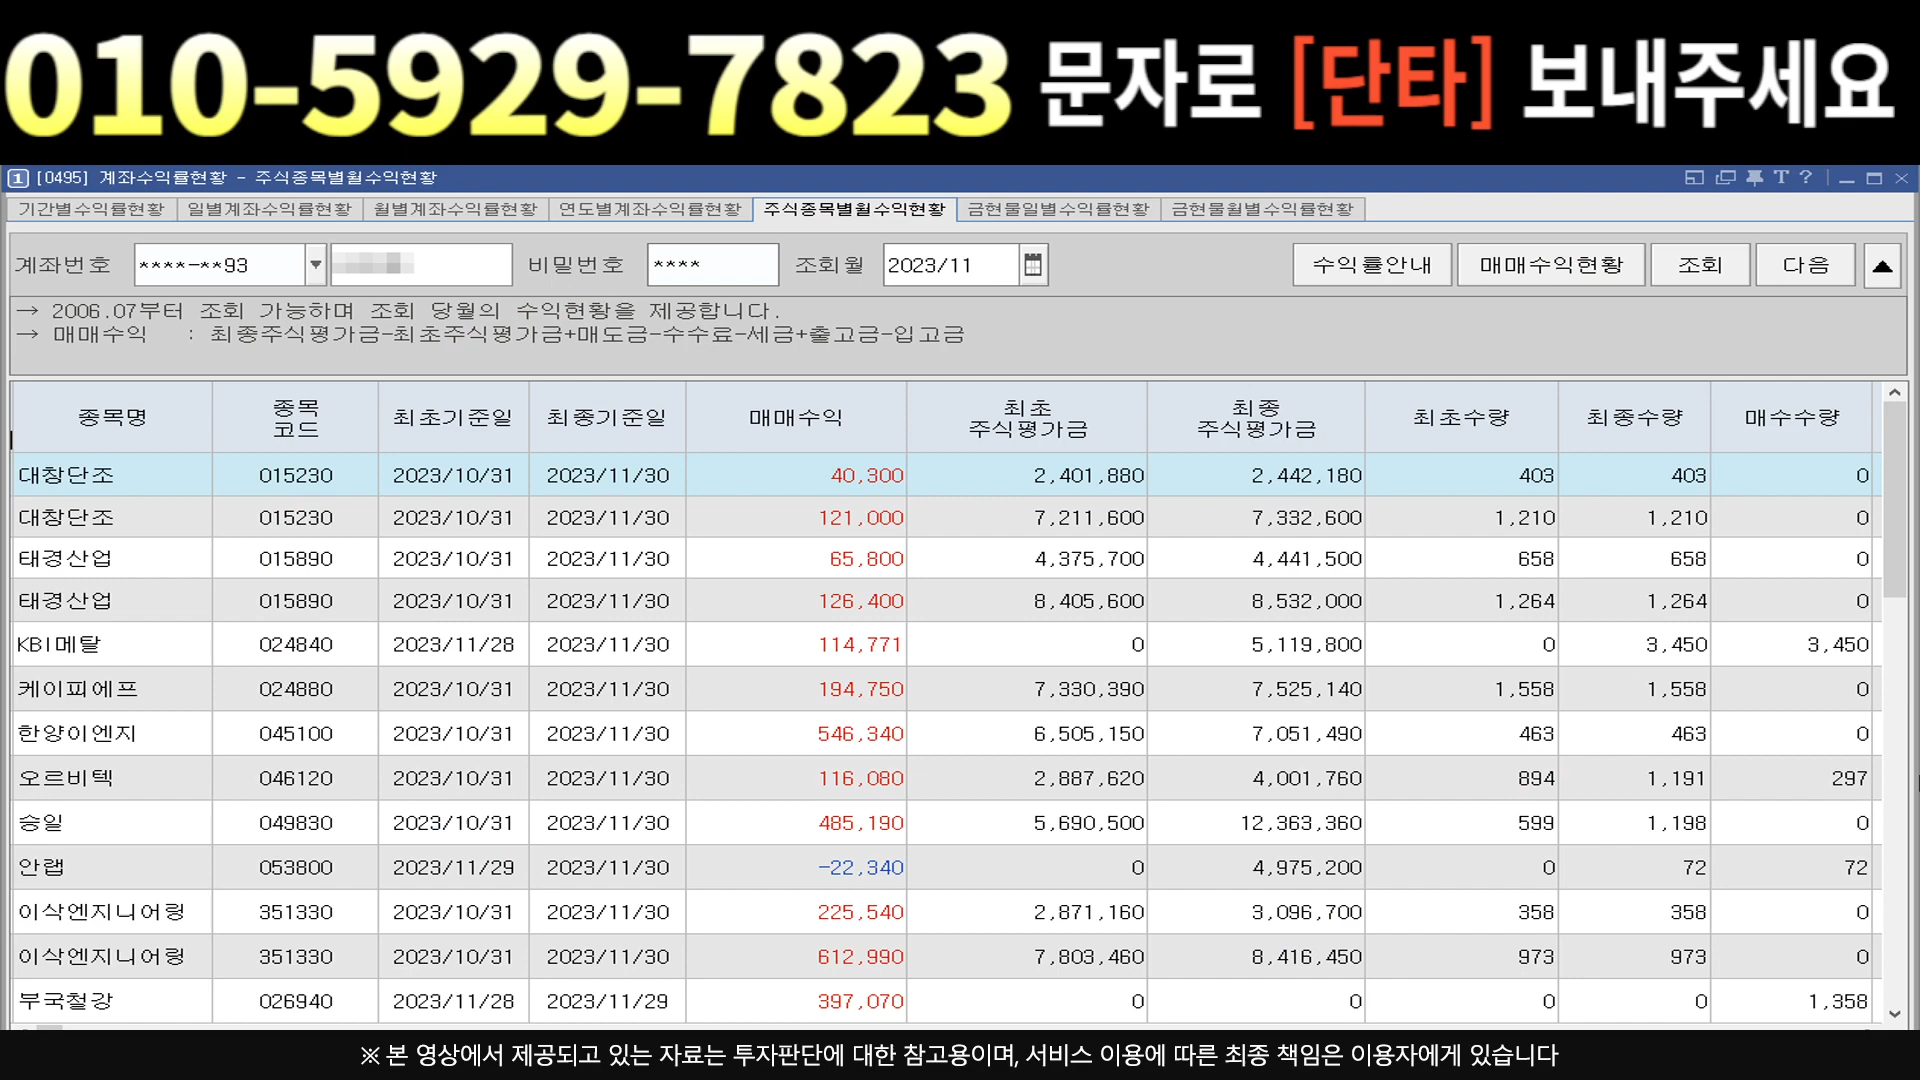 010-5929-7823 문자로 [단타] 보내주세요
1 [0495] 계좌수익률현황 - 주식종목별월수익현황
기간별수익률현황 일별계좌수익률현황 월별계좌수익률현황 연도별계좌수익률현황 주식종목별월수익현황 금현물일별수익률현황 금현물월별수익률현황
계좌번호 ****-**93 비밀번호 **** 조회월 2023/11 수익률안내 매매수익현황 조회 다음 ▲
→ 2006.07부터 조회 가능하며 조회 당월의 수익현황을 제공합니다.
→ 매매수익 : 최종주식평가금-최초주식평가금+매도금-수수료-세금+출고금-입고금
종목명 종목코드 최초기준일 최종기준일 매매수익 최초주식평가금 최종주식평가금 최초수량 최종수량 매수수량
대창단조 015230 2023/10/31 2023/11/30 40,300 2,401,880 2,442,180 403 403 0
대창단조 015230 2023/10/31 2023/11/30 121,000 7,211,600 7,332,600 1,210 1,210 0
태경산업 015890 2023/10/31 2023/11/30 65,800 4,375,700 4,441,500 658 658 0
태경산업 015890 2023/10/31 2023/11/30 126,400 8,405,600 8,532,000 1,264 1,264 0
KBI메탈 024840 2023/11/28 2023/11/30 114,771 0 5,119,800 0 3,450 3,450
케이피에프 024880 2023/10/31 2023/11/30 194,750 7,330,390 7,525,140 1,558 1,558 0
한양이엔지 045100 2023/10/31 2023/11/30 546,340 6,505,150 7,051,490 463 463 0
오르비텍 046120 2023/10/31 2023/11/30 116,080 2,887,620 4,001,760 894 1,191 297
승일 049830 2023/10/31 2023/11/30 485,190 5,690,500 12,363,360 599 1,198 0
안랩 053800 2023/11/29 2023/11/30 -22,340 0 4,975,200 0 72 72
이삭엔지니어링 351330 2023/10/31 2023/11/30 225,540 2,871,160 3,096,700 358 358 0
이삭엔지니어링 351330 2023/10/31 2023/11/30 612,990 7,803,460 8,416,450 973 973 0
부국철강 026940 2023/11/28 2023/11/29 397,070 0 0 0 0 1,358
※ 본 영상에서 제공되고 있는 자료는 투자판단에 대한 참고용이며, 서비스 이용에 따른 최종 책임은 이용자에게 있습니다